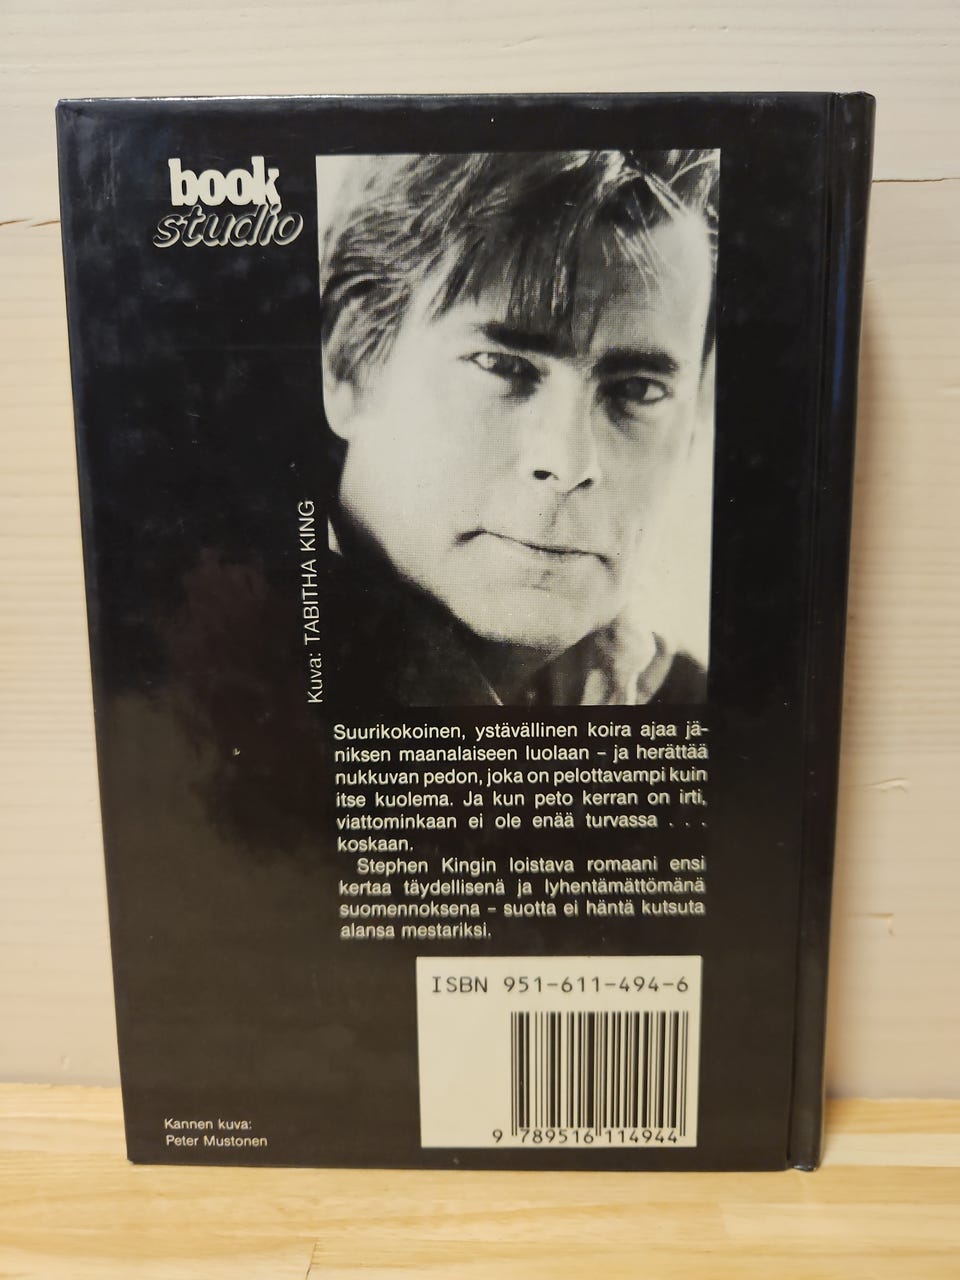 book
studio
Kuva: TABITHA KING
Suurikokoinen, ystävällinen koira ajaa jä-
niksen maanalaiseen luolaan – ja herättää
nukkuvan pedon, joka on pelottavampi kuin
itse kuolema. Ja kun peto kerran on irti,
viattominkaan ei ole enää turvassa . . .
koskaan.
Stephen Kingin loistava romaani ensi
kertaa täydellisenä ja lyhentämättömänä
suomennoksena – suotta ei häntä kutsuta
alansa mestariksi.
ISBN 951-611-494-6
9 789516 114944
Kannen kuva:
Peter Mustonen